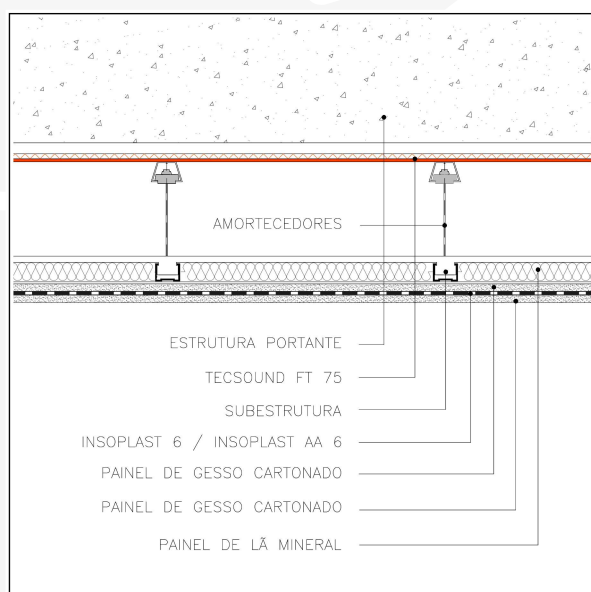 AMORTECEDORES
ESTRUTURA PORTANTE
TECSOUND FT 75
SUBESTRUTURA
INSOPLAST 6 / INSOPLAST AA 6
PAINEL DE GESSO CARTONADO
PAINEL DE GESSO CARTONADO
PAINEL DE LÃ MINERAL